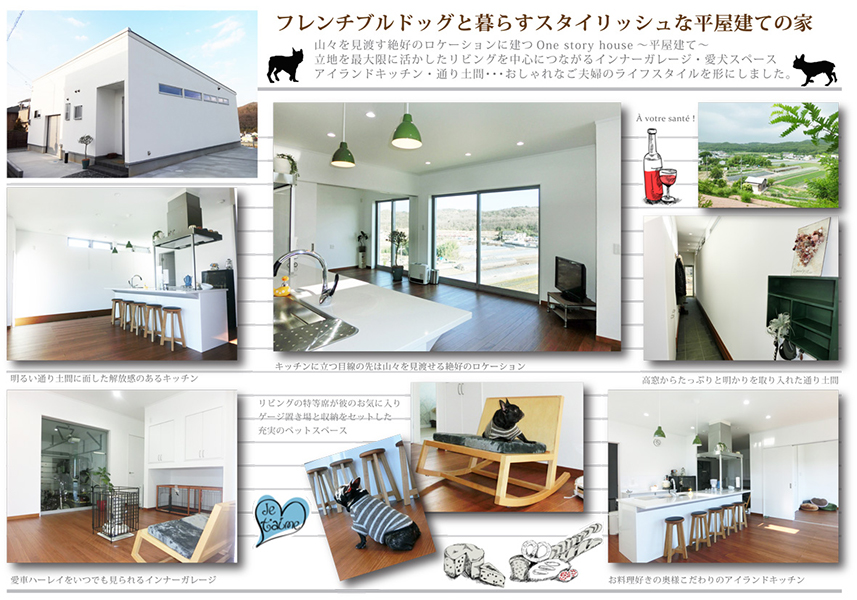 フレンチブルドッグと暮らすスタイリッシュな平屋建ての家
山々を見渡す絶好のロケーションに建つ One story house ～平屋建て～
立地を最大限に活かしたリビングを中心につながるインナーガレージ・愛犬スペース
アイランドキッチン・通り土間・・・おしゃれなご夫婦のライフスタイルを形にしました。
À votre santé !
明るい通り土間に面した解放感のあるキッチン
キッチンに立つ目線の先は山々を見渡せる絶好のロケーション
高窓からたっぷりと明かりを取り入れた通り土間
リビングの特等席が彼のお気に入り
ゲージ置き場と収納をセットした
充実のペットスペース
Je
t'aime
愛車ハーレイをいつでも見られるインナーガレージ
お料理好きの奥様こだわりのアイランドキッチン